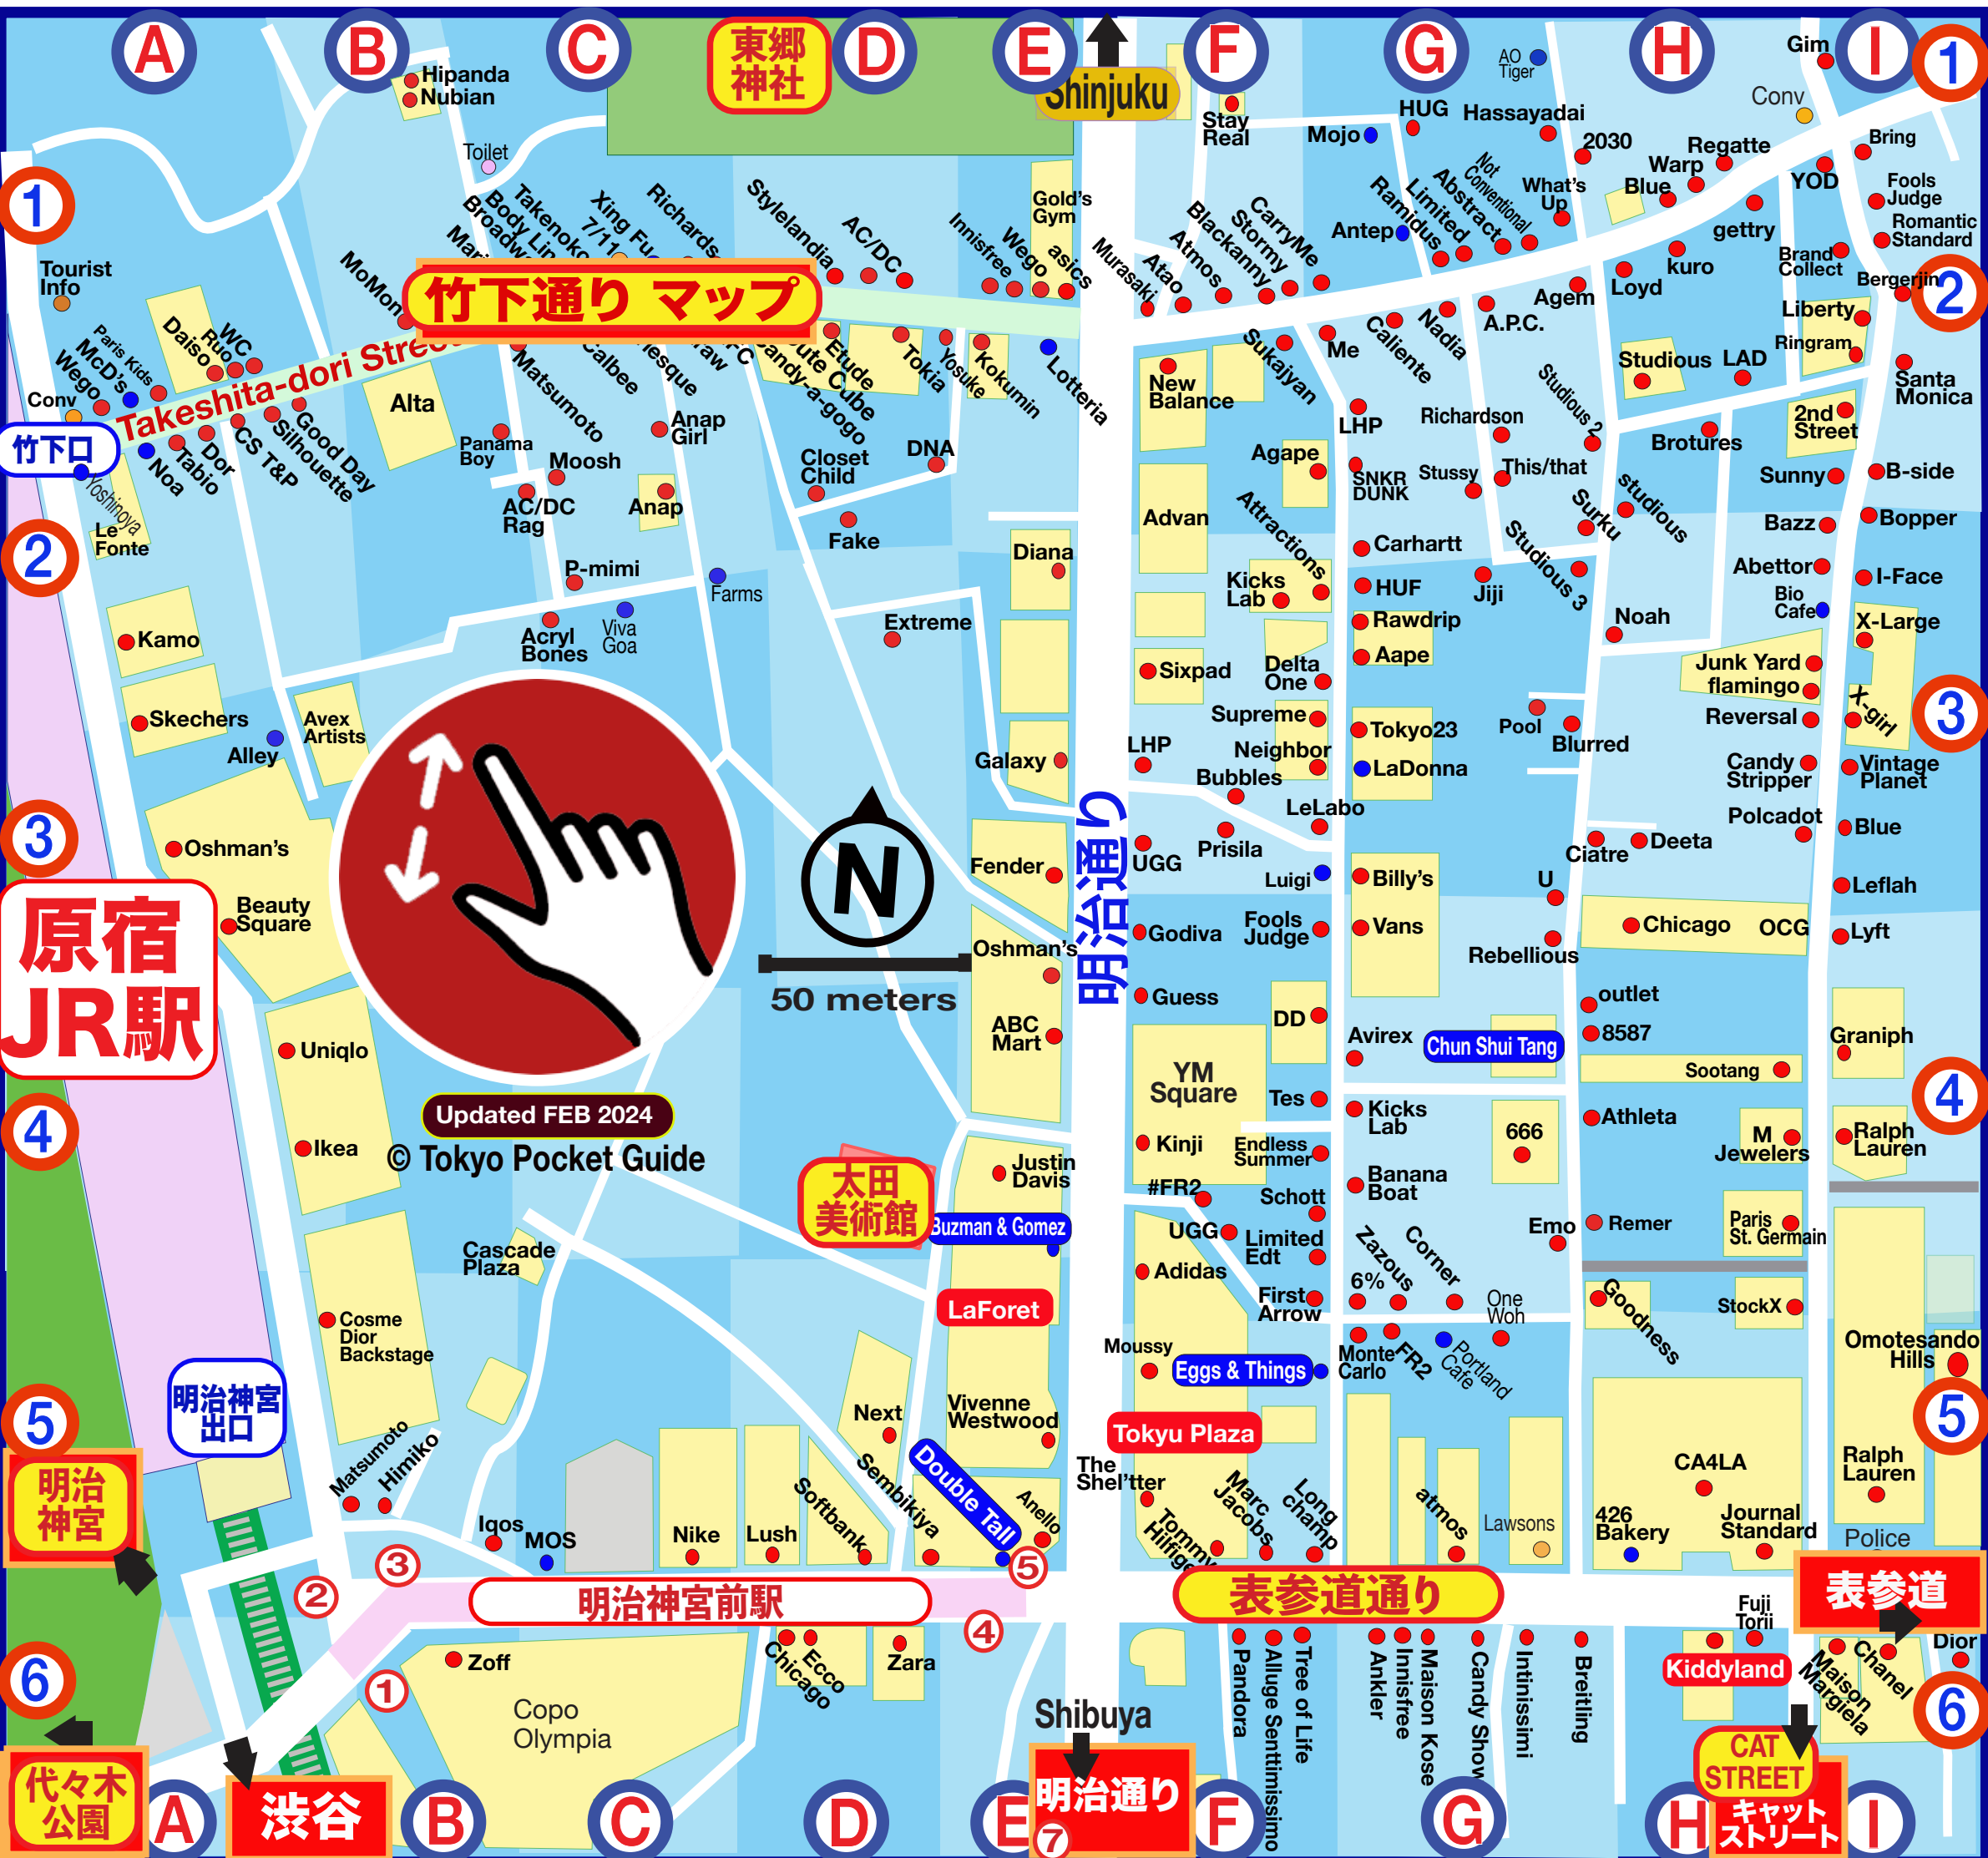 A
B
C
東郷
神社
D
E
Shinjuku
F
G
AO
Tiger
H
Gim
I
1
Hipanda
Nubian
Toilet
Stay
Real
Mojo
HUG
Hassayadai
2030
Conv
Regatte
Warp
Blue
Bring
YOD
Fools
Judge
Romantic
Standard
1
Tourist
Info
MoMon
Body Lin
Takenoko
Xing Fu
7/11
Richards
Stylelandia
AC/DC
Innisfree
Wego
asics
Gold's
Gym
Murasaki
Atao
Atmos
Blackanny
Stormy
CarryMe
Antep
Ramidus
Limited
Abstract
Not
Conventional
What's
Up
gettry
kuro
Loyd
Agem
Brand
Collect
Bergerjin
2
竹下通り マップ
Liberty
Ringram
Daiso
Ruo
WC
Paris Kids
McD's
Wego
Conv
Takeshita-dori Stree
竹下口
Yoshinoya
Le
Fonte
Noa
Tabio
Dor
CS T&P
Silhouette
Good Day
Alta
Panama
Boy
Matsumoto
Calbee
Moosh
AC/DC
Rag
Anap
Girl
Anap
Etude
Candy-a-gogo
Tokia
Yosuke
Kokumin
Lotteria
Closet
Child
DNA
Fake
New
Balance
Sukajyan
Me
Caliente
Nadia
A.P.C.
Studious
LAD
Santa
Monica
LHP
Richardson
Studious 2
Brotures
2nd
Street
Agape
SNKR
DUNK
Stussy
This/that
Sunny
B-side
2
Advan
Attractions
Surku
studious
Bazz
Bopper
Diana
Carhartt
Studious 3
Abettor
I-Face
P-mimi
Farms
Kicks
Lab
HUF
Jiji
Bio
Cafe
X-Large
Kamo
Acryl
Bones
Viva
Goa
Extreme
Rawdrip
Noah
Sixpad
Delta
One
Aape
Junk Yard
flamingo
Skechers
Avex
Artists
Alley
Supreme
Tokyo23
Pool
Blurred
Reversal
X-girl
3
Galaxy
LHP
Neighbor
LaDonna
Candy
Stripper
Vintage
Planet
Bubbles
LeLabo
Polcadot
Blue
3
Oshman's
N
明治通り
UGG
Prisila
Ciatre
Deeta
Fender
Luigi
Billy's
U
Leflah
原宿
JR駅
Beauty
Square
Oshman's
50 meters
Godiva
Fools
Judge
Vans
Rebellious
Chicago
OCG
Lyft
Guess
outlet
Uniqlo
ABC
Mart
DD
Avirex
Chun Shui Tang
8587
Graniph
YM
Square
Sootang
4
Updated FEB 2024
© Tokyo Pocket Guide
Tes
Kicks
Lab
666
Athleta
M
Jewelers
Ralph
Lauren
4
Ikea
太田
美術館
Justin
Davis
Kinji
Endless
Summer
Banana
Boat
#FR2
Schott
Buzman & Gomez
UGG
Limited
Edt
Zazous
Corner
Emo
Remer
Paris
St. Germain
Cascade
Plaza
Adidas
6%
First
Arrow
One
Woh
Goodness
StockX
LaForet
Cosme
Dior
Backstage
Moussy
Eggs & Things
Monte
Carlo
FR2
Portland
Cafe
Omotesando
Hills
明治神宮
出口
5
Next
Vivenne
Westwood
Tokyu Plaza
5
Matsumoto
Himiko
Softbank
Sembikiya
Double Tall
Anello
The
Shel'tter
Marc
Jacobs
Long
champ
atmos
Lawsons
CA4LA
Ralph
Lauren
明治
神宮
Iqos
MOS
Nike
Lush
Tommy
426
Bakery
Journal
Standard
Police
2
3
明治神宮前駅
5
4
表参道通り
表参道
6
1
Zoff
Copo
Olympia
Chicago
Ecco
Zara
Shibuya
Pandora
Alluge Senttimissimo
Tree of Life
Ankler
Innisfree
Maison Kose
Candy Show
Intinissimi
Breitling
Fuji
Torii
Kiddyland
Maison
Margiela
Chanel
Dior
6
代々木
公園
A
渋谷
B
C
D
E
明治通り
7
F
G
H
CAT
STREET
キャット
ストリート
I